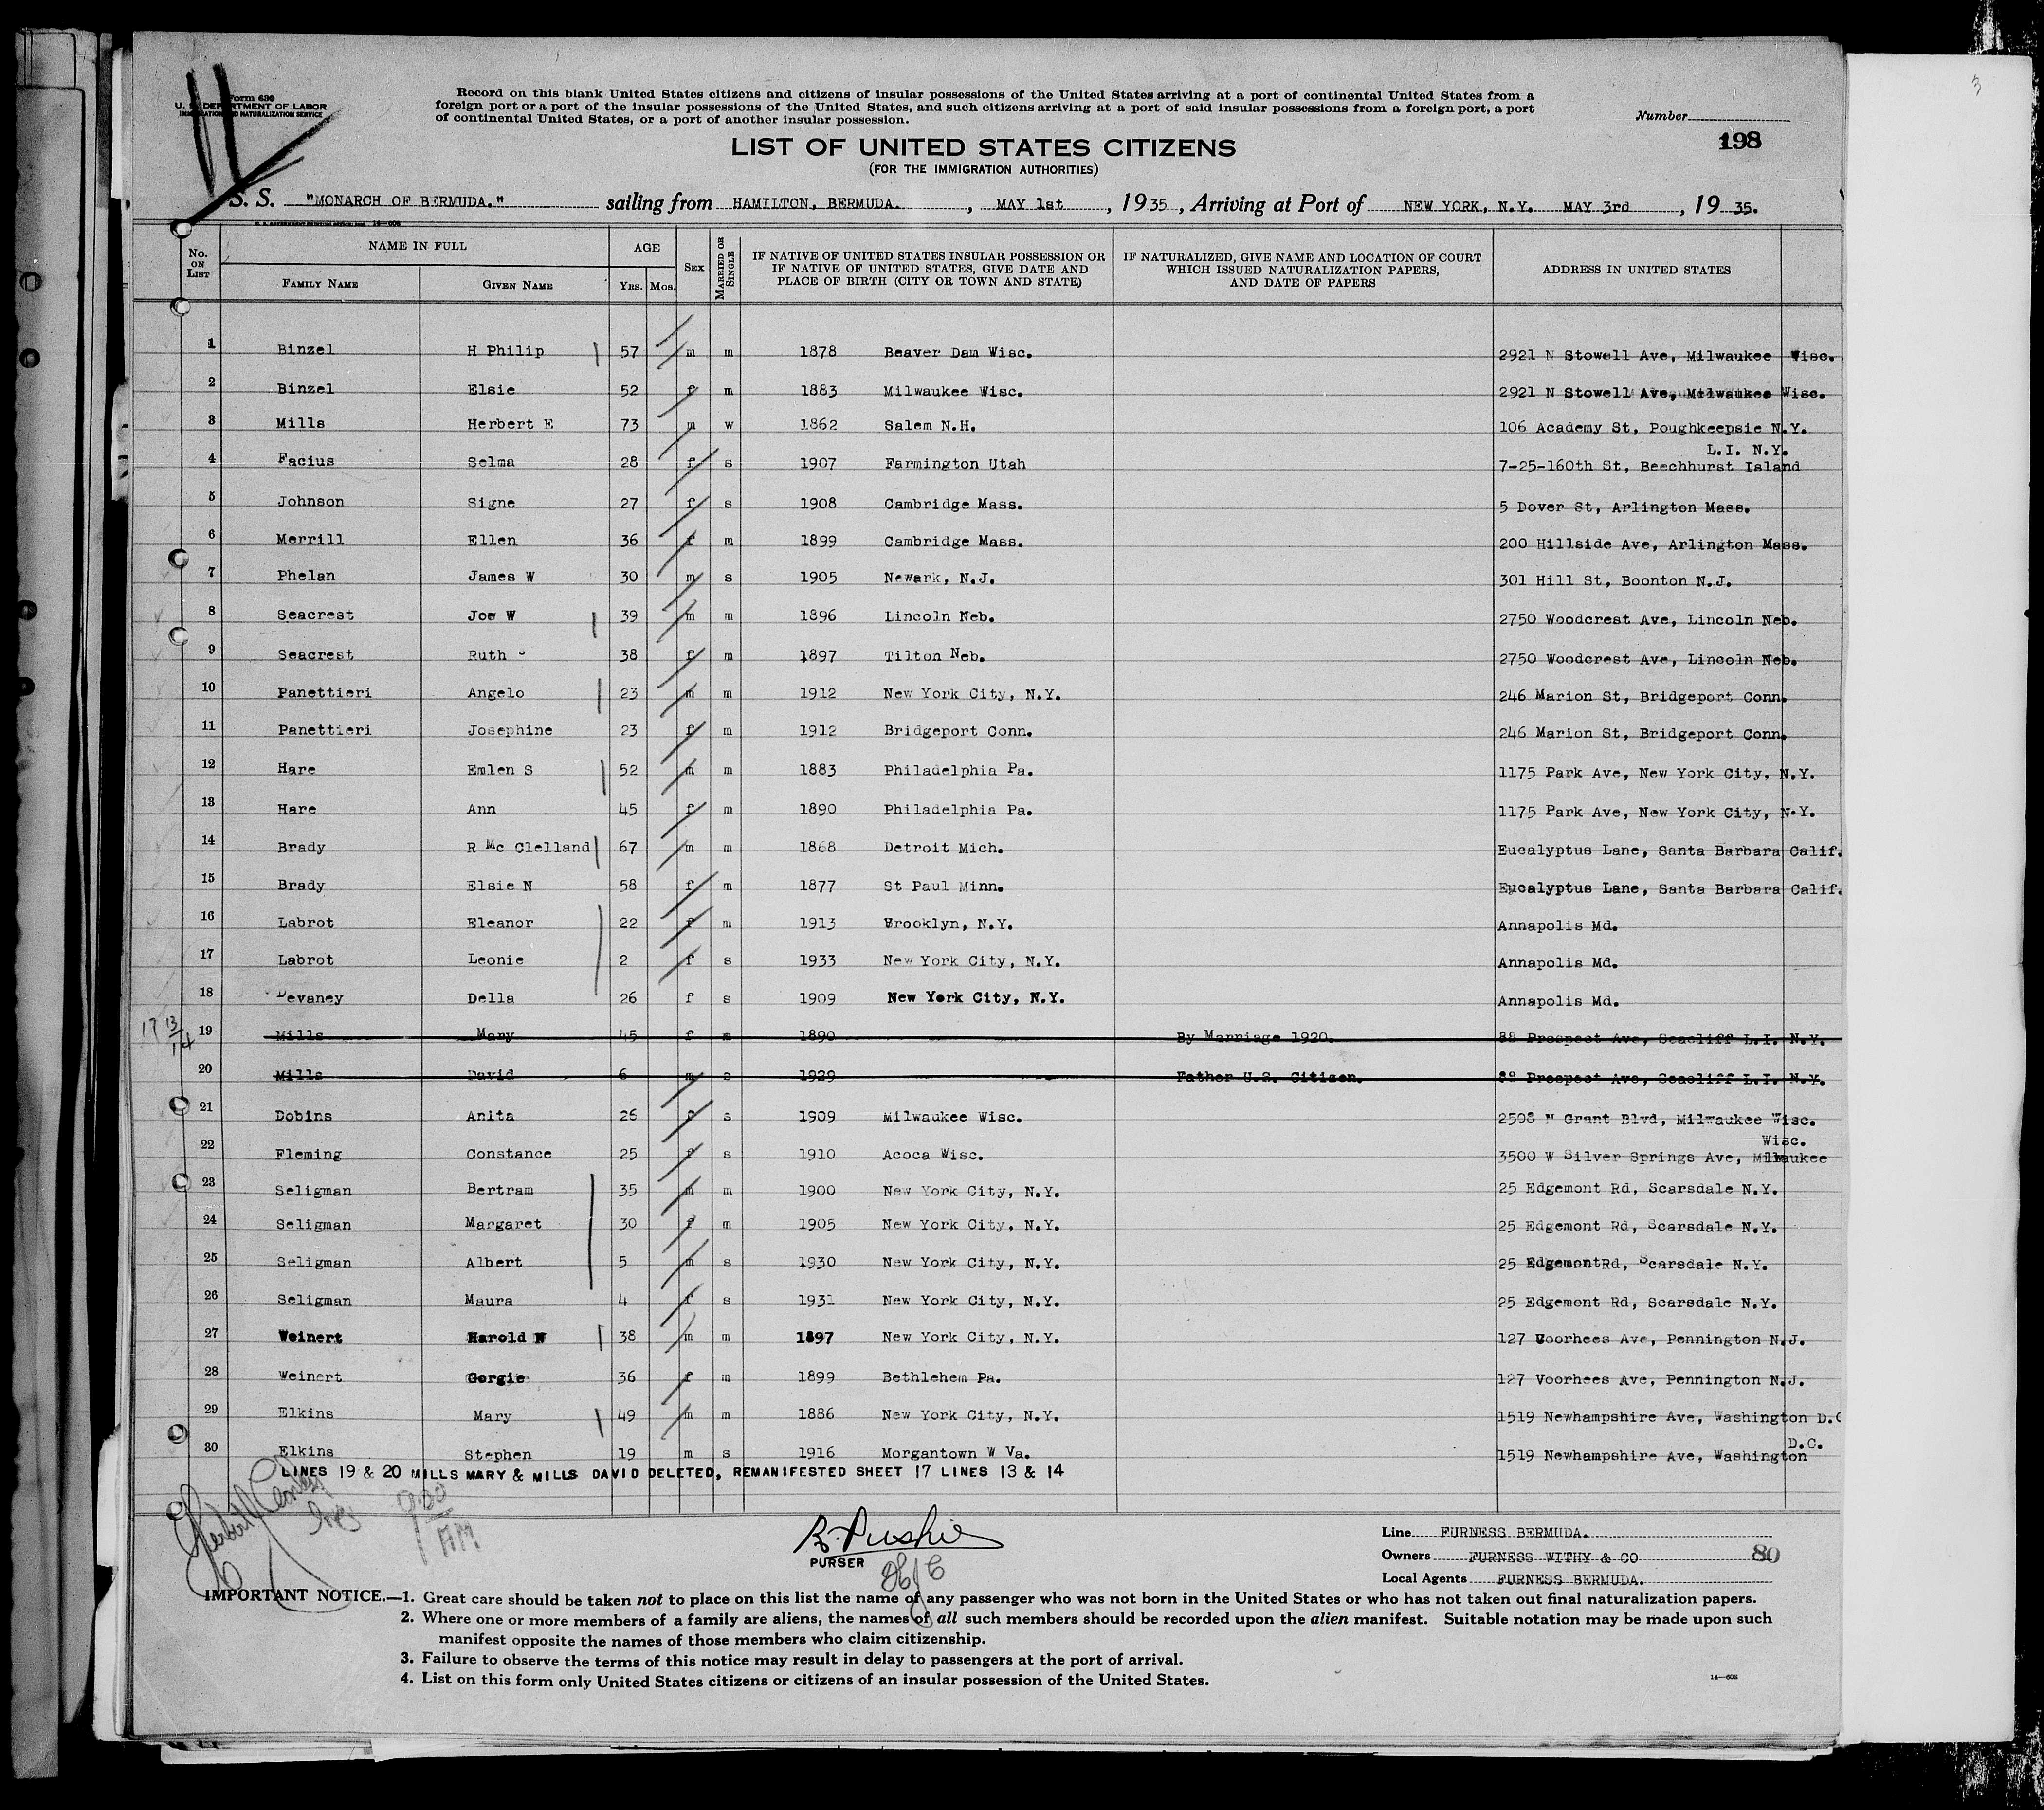 Form 630
U. S. DEPARTMENT OF LABOR
IMMIGRATION AND NATURALIZATION SERVICE
Record on this blank United States citizens and citizens of insular possessions of the United States arriving at a port of continental United States from a
foreign port or a port of the insular possessions of the United States, and such citizens arriving at a port of said insular possessions from a foreign port, a port
of continental United States, or a port of another insular possession.
Number
198
3
LIST OF UNITED STATES CITIZENS
(FOR THE IMMIGRATION AUTHORITIES)
S. S. "MONARCH OF BERMUDA." sailing from HAMILTON, BERMUDA. , MAY 1st , 1935, Arriving at Port of NEW YORK, N.Y. MAY 3rd , 19 35.
No. ON LIST NAME IN FULL FAMILY NAME GIVEN NAME AGE YRS. MOS. SEX MARRIED OR SINGLE IF NATIVE OF UNITED STATES INSULAR POSSESSION OR IF NATIVE OF UNITED STATES, GIVE DATE AND PLACE OF BIRTH (CITY OR TOWN AND STATE) IF NATURALIZED, GIVE NAME AND LOCATION OF COURT WHICH ISSUED NATURALIZATION PAPERS, AND DATE OF PAPERS ADDRESS IN UNITED STATES
1 Binzel H Philip 57 m m 1878 Beaver Dam Wisc. 2921 N Stowell Ave, Milwaukee Wisc.
2 Binzel Elsie 52 f m 1883 Milwaukee Wisc. 2921 N Stowell Ave, Milwaukee Wisc.
3 Mills Herbert E 73 m w 1862 Salem N.H. 106 Academy St, Poughkeepsie N.Y.
L.I. N.Y.
4 Facius Selma 28 f s 1907 Farmington Utah 7-25-160th St, Beechhurst Island
5 Johnson Signe 27 f s 1908 Cambridge Mass. 5 Dover St, Arlington Mass.
6 Merrill Ellen 36 f m 1899 Cambridge Mass. 200 Hillside Ave, Arlington Mass.
7 Phelan James W 30 m s 1905 Newark, N.J. 301 Hill St, Boonton N.J.
8 Seacrest Joe W 39 m m 1896 Lincoln Neb. 2750 Woodcrest Ave, Lincoln Neb.
9 Seacrest Ruth 38 f m 1897 Tilton Neb. 2750 Woodcrest Ave, Lincoln Neb.
10 Panettieri Angelo 23 m m 1912 New York City, N.Y. 246 Marion St, Bridgeport Conn.
11 Panettieri Josephine 23 f m 1912 Bridgeport Conn. 246 Marion St, Bridgeport Conn.
12 Hare Emlen S 52 m m 1883 Philadelphia Pa. 1175 Park Ave, New York City, N.Y.
13 Hare Ann 45 f m 1890 Philadelphia Pa. 1175 Park Ave, New York City, N.Y.
14 Brady R Mc Clelland 67 m m 1868 Detroit Mich. Eucalyptus Lane, Santa Barbara Calif.
15 Brady Elsie N 58 f m 1877 St Paul Minn. Eucalyptus Lane, Santa Barbara Calif.
16 Labrot Eleanor 22 f m 1913 Brooklyn, N.Y. Annapolis Md.
17 Labrot Leonie 2 f s 1933 New York City, N.Y. Annapolis Md.
18 Devaney Della 26 f s 1909 New York City, N.Y. Annapolis Md.
17 13/14 19 Mills Mary 45 f m 1890 By Marriage 1920. 88 Prospect Ave, Seacliff L.I. N.Y.
20 Mills David 6 m s 1929 Father U.S. Citizen. 88 Prospect Ave, Seacliff L.I. N.Y.
21 Dobins Anita 26 f s 1909 Milwaukee Wisc. 2508 N Grant Blvd, Milwaukee Wisc.
Wisc.
22 Fleming Constance 25 f s 1910 Acoca Wisc. 3500 W Silver Springs Ave, Milwaukee
23 Seligman Bertram 35 m m 1900 New York City, N.Y. 25 Edgemont Rd, Scarsdale N.Y.
24 Seligman Margaret 30 f m 1905 New York City, N.Y. 25 Edgemont Rd, Scarsdale N.Y.
25 Seligman Albert 5 m s 1930 New York City, N.Y. 25 EdgemontRd, Scarsdale N.Y.
26 Seligman Maura 4 f s 1931 New York City, N.Y. 25 Edgemont Rd, Scarsdale N.Y.
27 Weinert Harold N 38 m m 1897 New York City, N.Y. 127 Voorhees Ave, Pennington N.J.
28 Weinert Gorgie 36 f m 1899 Bethlehem Pa. 127 Voorhees Ave, Pennington N.J.
29 Elkins Mary 49 m m 1886 New York City, N.Y. 1519 Newhampshire Ave, Washington D.C
D.C.
30 Elkins Stephen 19 m s 1916 Morgantown W Va. 1519 Newhampshire Ave, Washington
LINES 19 & 20 MILLS MARY & MILLS DAVID DELETED, REMANIFESTED SHEET 17 LINES 13 & 14
9:00 AM
PURSER
Line FURNESS BERMUDA.
Owners FURNESS WITHY & CO 80
Local Agents FURNESS BERMUDA.
IMPORTANT NOTICE.—1. Great care should be taken not to place on this list the name of any passenger who was not born in the United States or who has not taken out final naturalization papers.
2. Where one or more members of a family are aliens, the names of all such members should be recorded upon the alien manifest. Suitable notation may be made upon such
manifest opposite the names of those members who claim citizenship.
3. Failure to observe the terms of this notice may result in delay to passengers at the port of arrival.
4. List on this form only United States citizens or citizens of an insular possession of the United States.
14—608